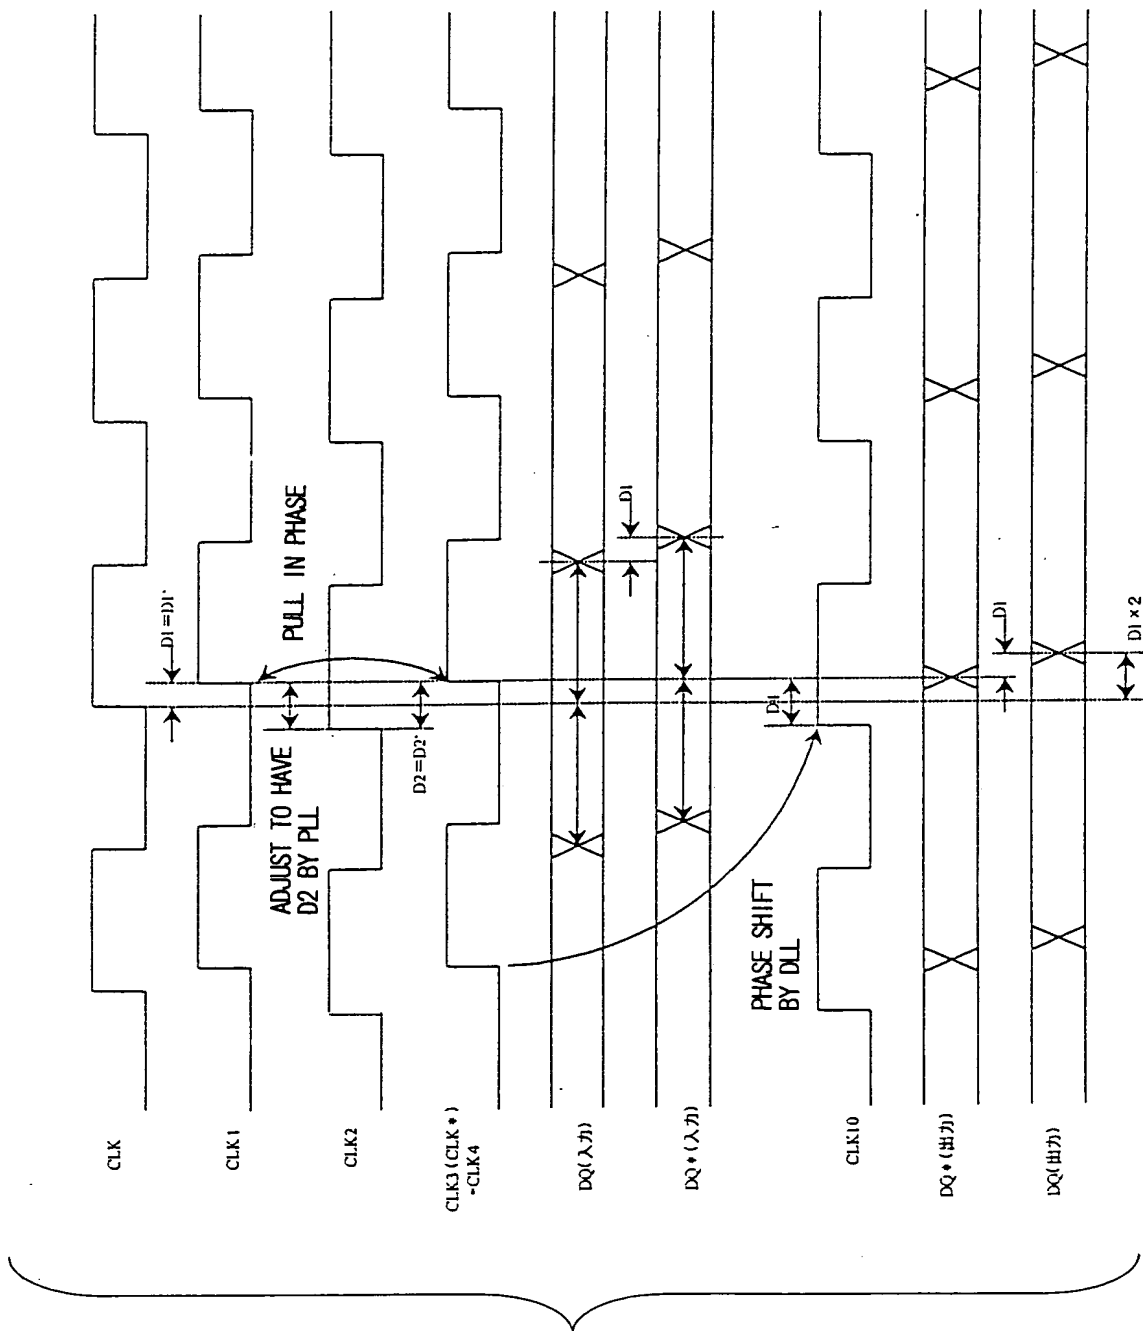 CLK
CLK1
CLK2
CLK3 (CLK*)
=CLK4
DQ(入力)
DQ*(入力)
CLK10
DQ*(出力)
DQ(出力)
D1=D1'
PULL IN PHASE
ADJUST TO HAVE
D2 BY PLL
D2=D2'
D1
PHASE SHIFT
BY DLL
D1
D1×2